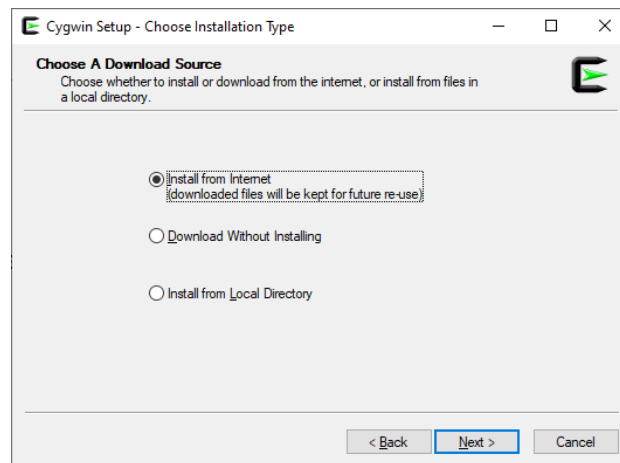 Cygwin Setup - Choose Installation Type
Choose A Download Source
Choose whether to install or download from the internet, or install from files in
a local directory.
Install from Internet
(downloaded files will be kept for future re-use)
Download Without Installing
Install from Local Directory
< Back
Next >
Cancel